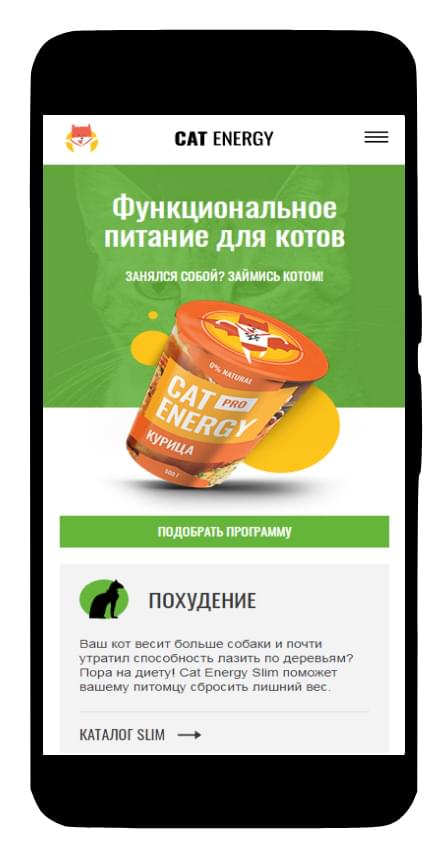 CAT ENERGY
Функциональное
питание для котов
ЗАНЯЛСЯ СОБОЙ? ЗАЙМИСЬ КОТОМ!
0% NATURAL
CAT PRO
ENERGY
КУРИЦА
500 Г
ПОДОБРАТЬ ПРОГРАММУ
ПОХУДЕНИЕ
Ваш кот весит больше собаки и почти
утратил способность лазить по деревьям?
Пора на диету! Cat Energy Slim поможет
вашему питомцу сбросить лишний вес.
КАТАЛОГ SLIM